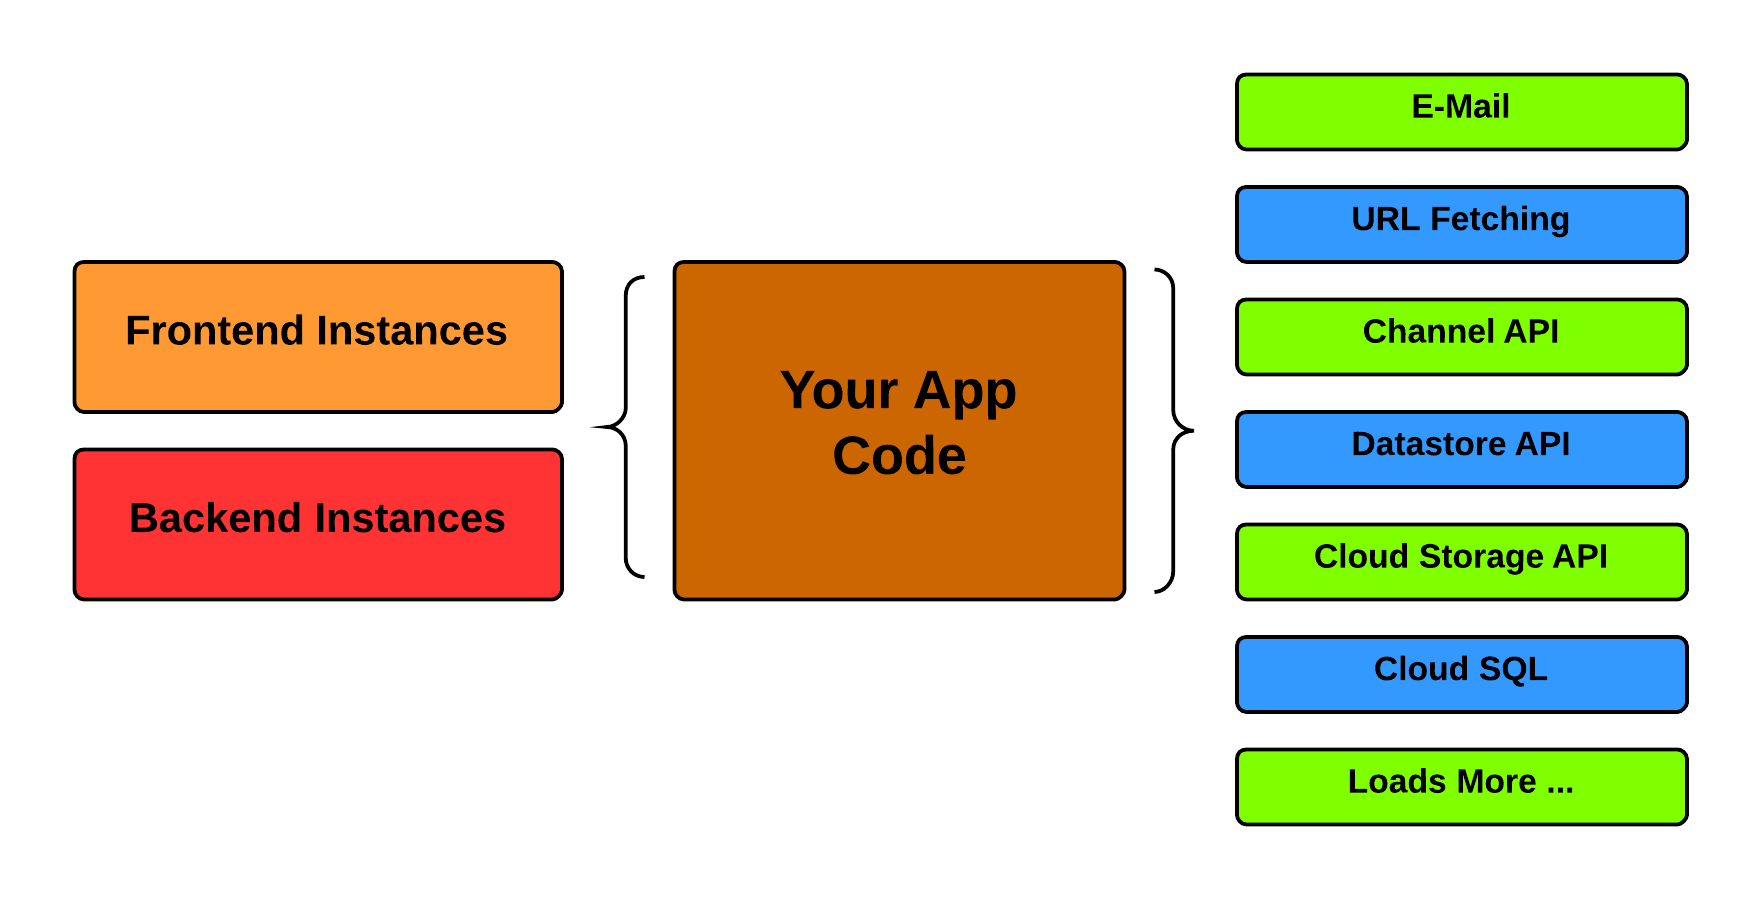 Frontend Instances
Backend Instances
Your App
Code
E-Mail
URL Fetching
Channel API
Datastore API
Cloud Storage API
Cloud SQL
Loads More ...